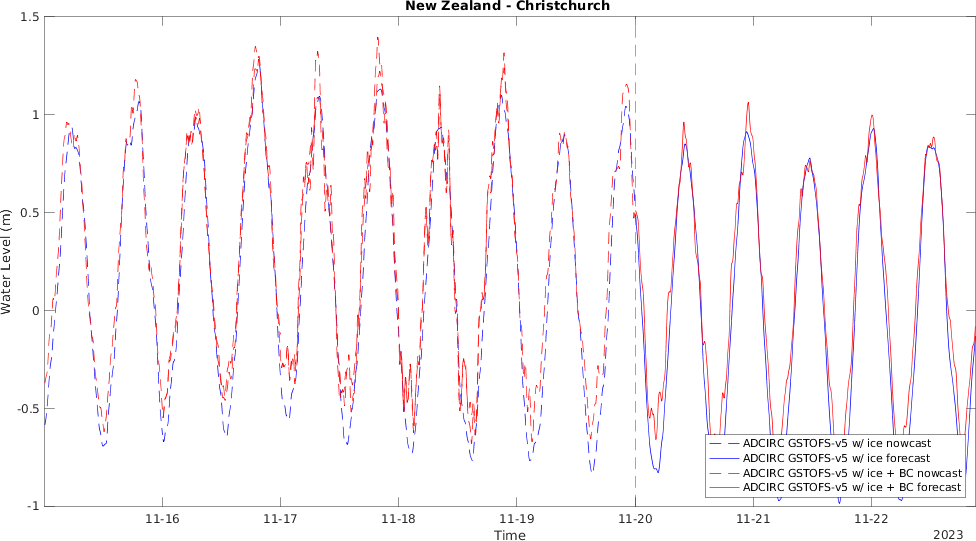 New Zealand - Christchurch
1.5
1
0.5
0
-0.5
-1
Water Level (m)
11-16
11-17
11-18
11-19
11-20
11-21
11-22
Time
2023
ADCIRC GSTOFS-v5 w/ ice nowcast
ADCIRC GSTOFS-v5 w/ ice forecast
ADCIRC GSTOFS-v5 w/ ice + BC nowcast
ADCIRC GSTOFS-v5 w/ ice + BC forecast